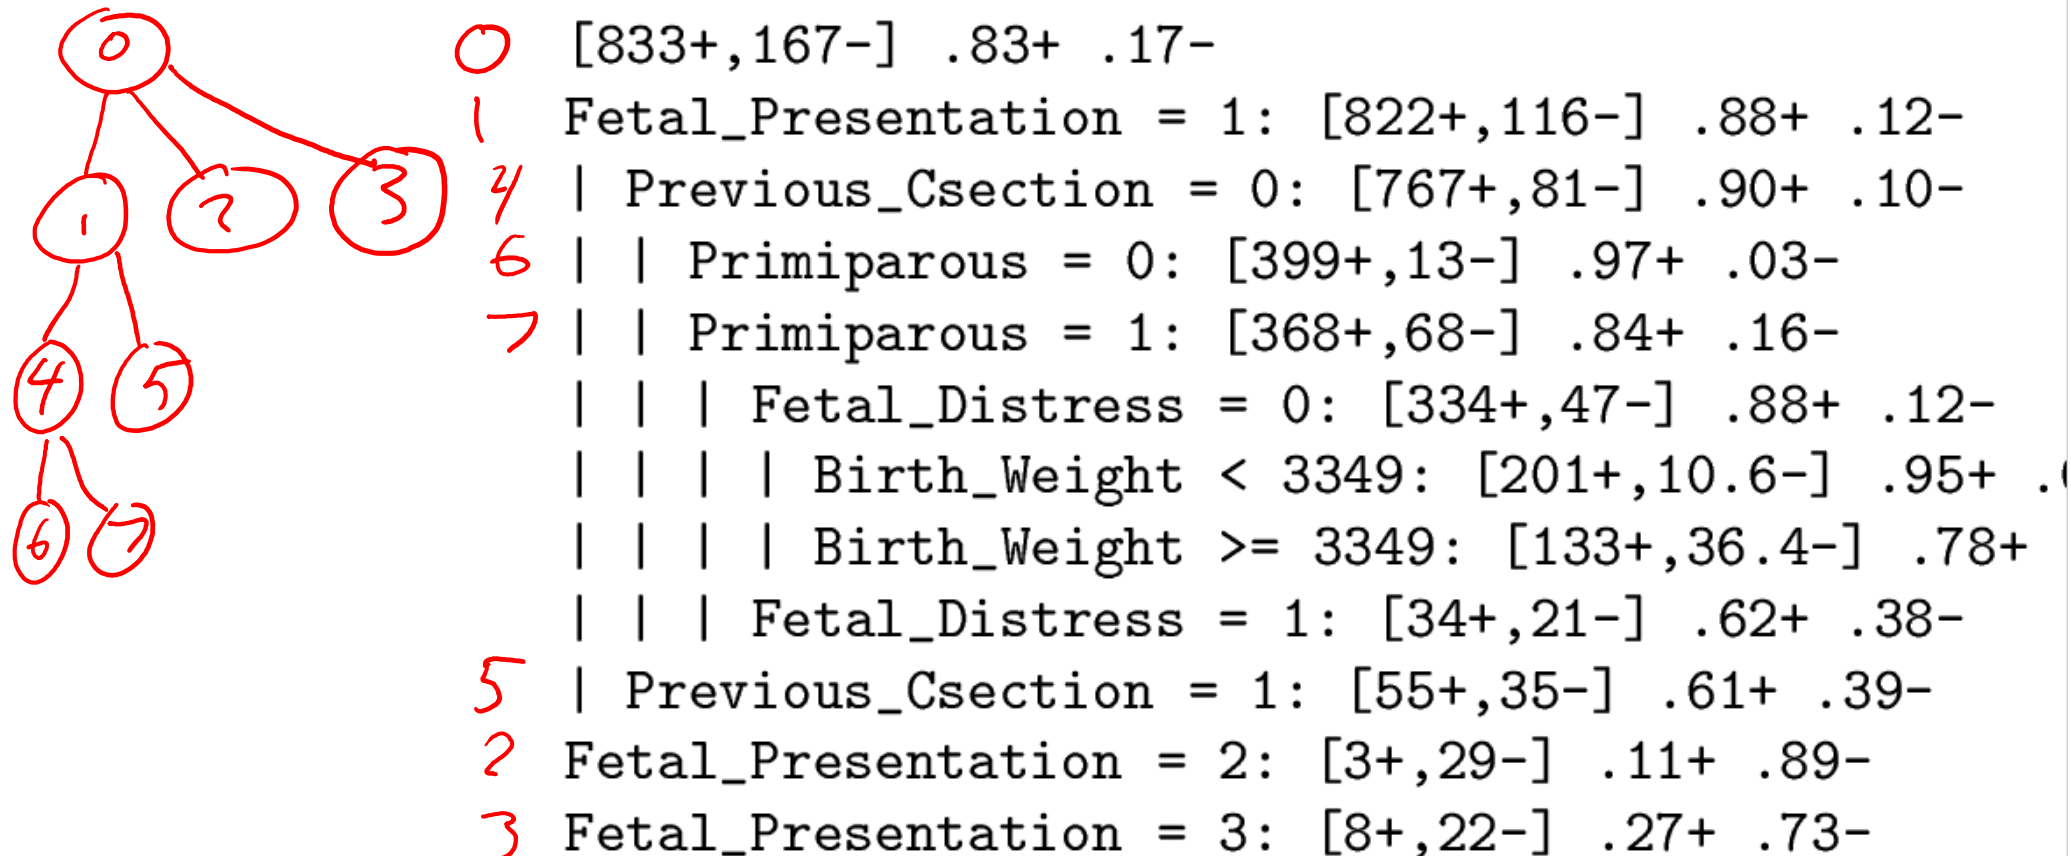 0
1 2 3
4 5
6 7
0 [833+,167-] .83+ .17-
1 Fetal_Presentation = 1: [822+,116-] .88+ .12-
4 | Previous_Csection = 0: [767+,81-] .90+ .10-
6 | | Primiparous = 0: [399+,13-] .97+ .03-
7 | | Primiparous = 1: [368+,68-] .84+ .16-
| | | Fetal_Distress = 0: [334+,47-] .88+ .12-
| | | | Birth_Weight < 3349: [201+,10.6-] .95+ .
| | | | Birth_Weight >= 3349: [133+,36.4-] .78+
| | | Fetal_Distress = 1: [34+,21-] .62+ .38-
5 | Previous_Csection = 1: [55+,35-] .61+ .39-
2 Fetal_Presentation = 2: [3+,29-] .11+ .89-
3 Fetal_Presentation = 3: [8+,22-] .27+ .73-